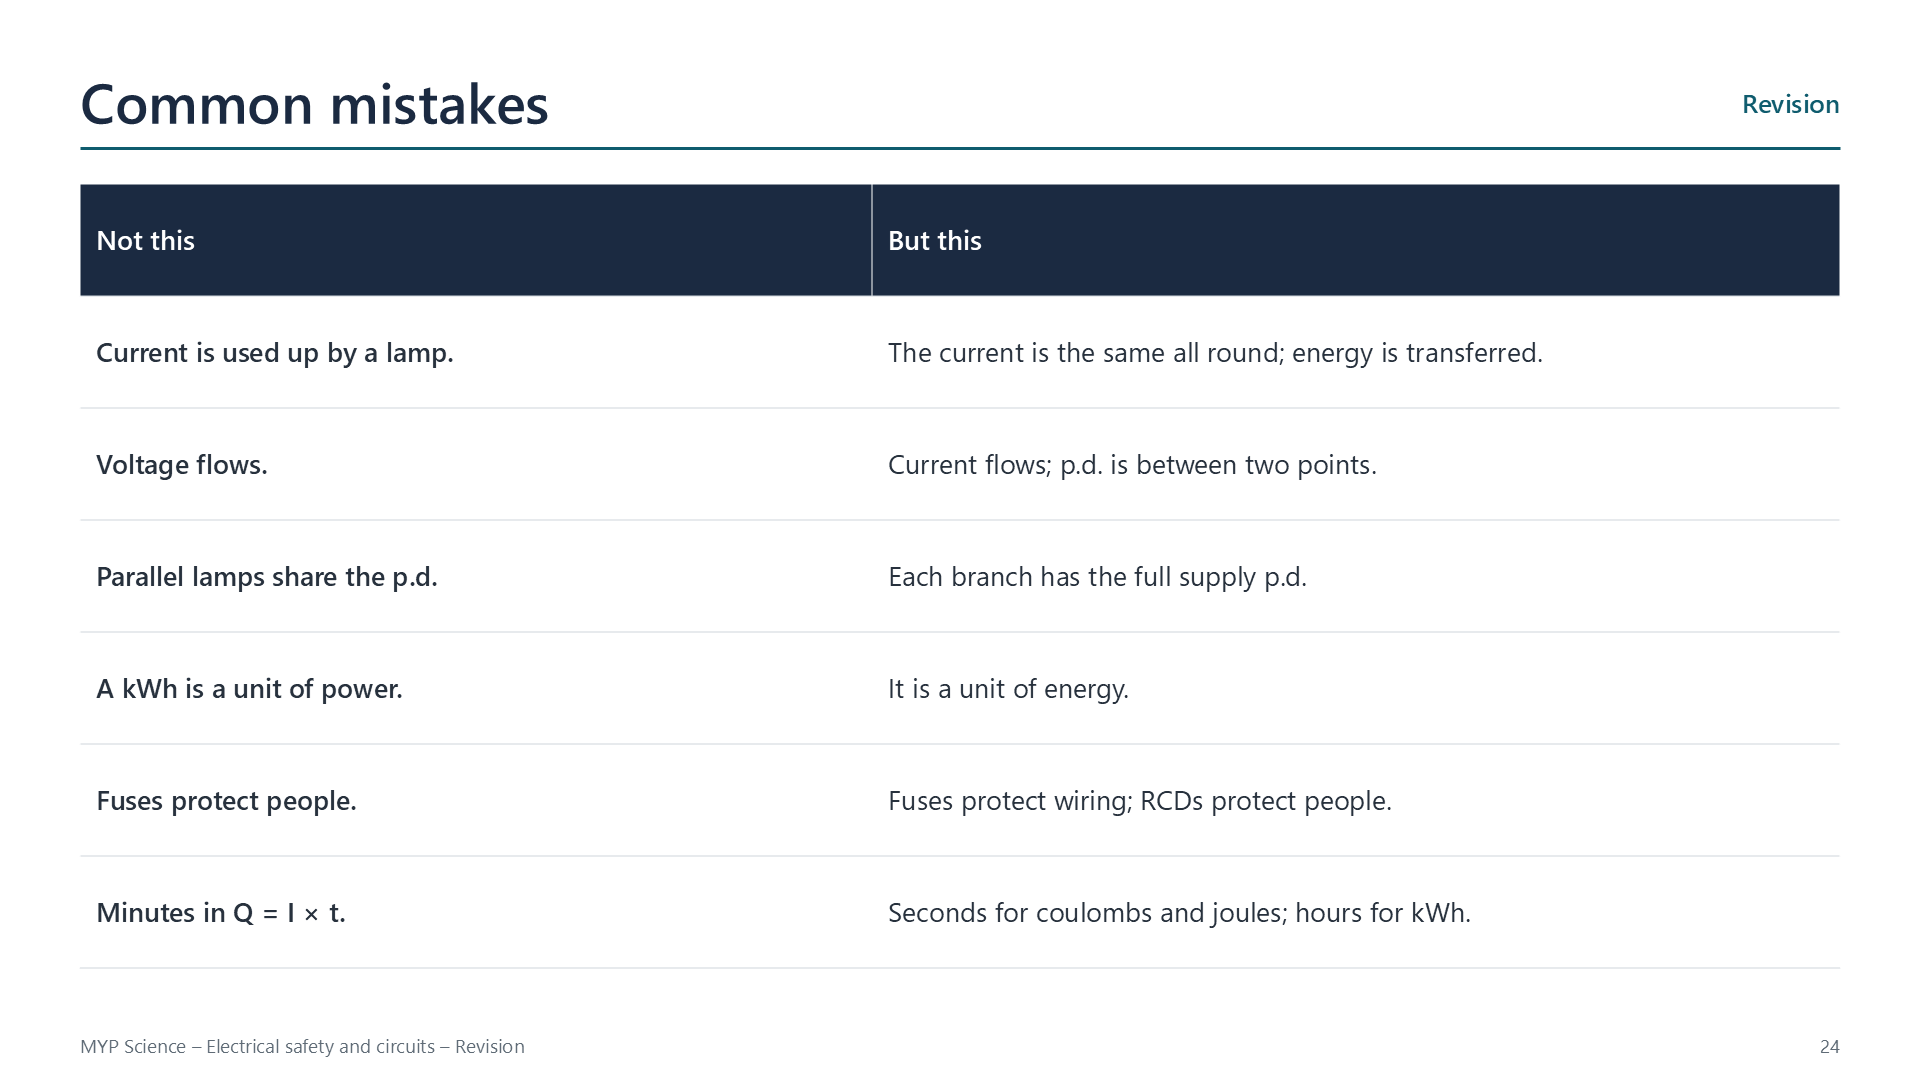 Common mistakes
Revision
Not this
But this
Current is used up by a lamp.
The current is the same all round; energy is transferred.
Voltage flows.
Current flows; p.d. is between two points.
Parallel lamps share the p.d.
Each branch has the full supply p.d.
A kWh is a unit of power.
It is a unit of energy.
Fuses protect people.
Fuses protect wiring; RCDs protect people.
Minutes in Q = I × t.
Seconds for coulombs and joules; hours for kWh.
MYP Science – Electrical safety and circuits – Revision
24